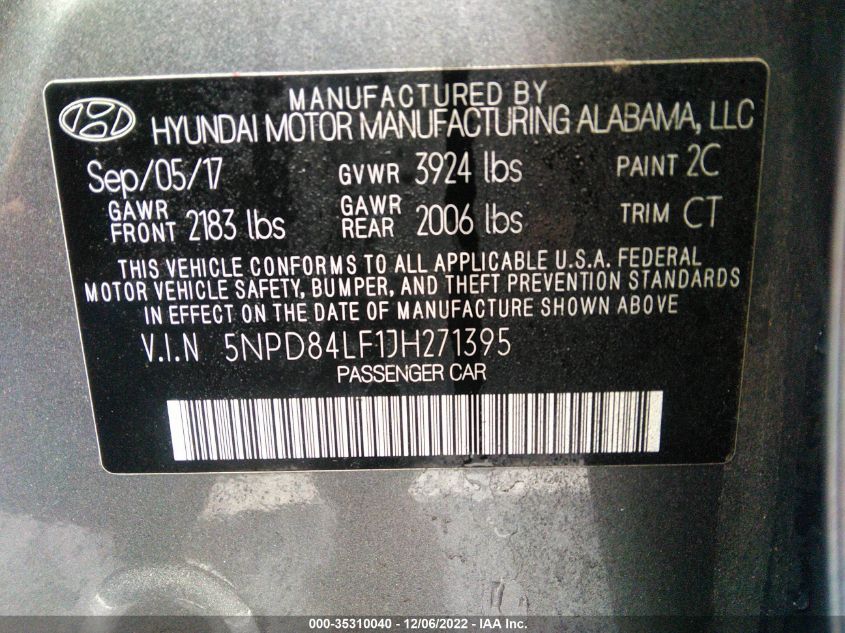 MANUFACTURED BY
HYUNDAI MOTOR MANUFACTURING ALABAMA, LLC
Sep/05/17 GVWR 3924 lbs PAINT 2C
GAWR FRONT 2183 lbs GAWR REAR 2006 lbs TRIM CT
THIS VEHICLE CONFORMS TO ALL APPLICABLE U.S.A. FEDERAL
MOTOR VEHICLE SAFETY, BUMPER, AND THEFT PREVENTION STANDARDS
IN EFFECT ON THE DATE OF MANUFACTURE SHOWN ABOVE
V.I.N 5NPD84LF1JH271395
PASSENGER CAR
000-35310040 - 12/06/2022 - IAA Inc.